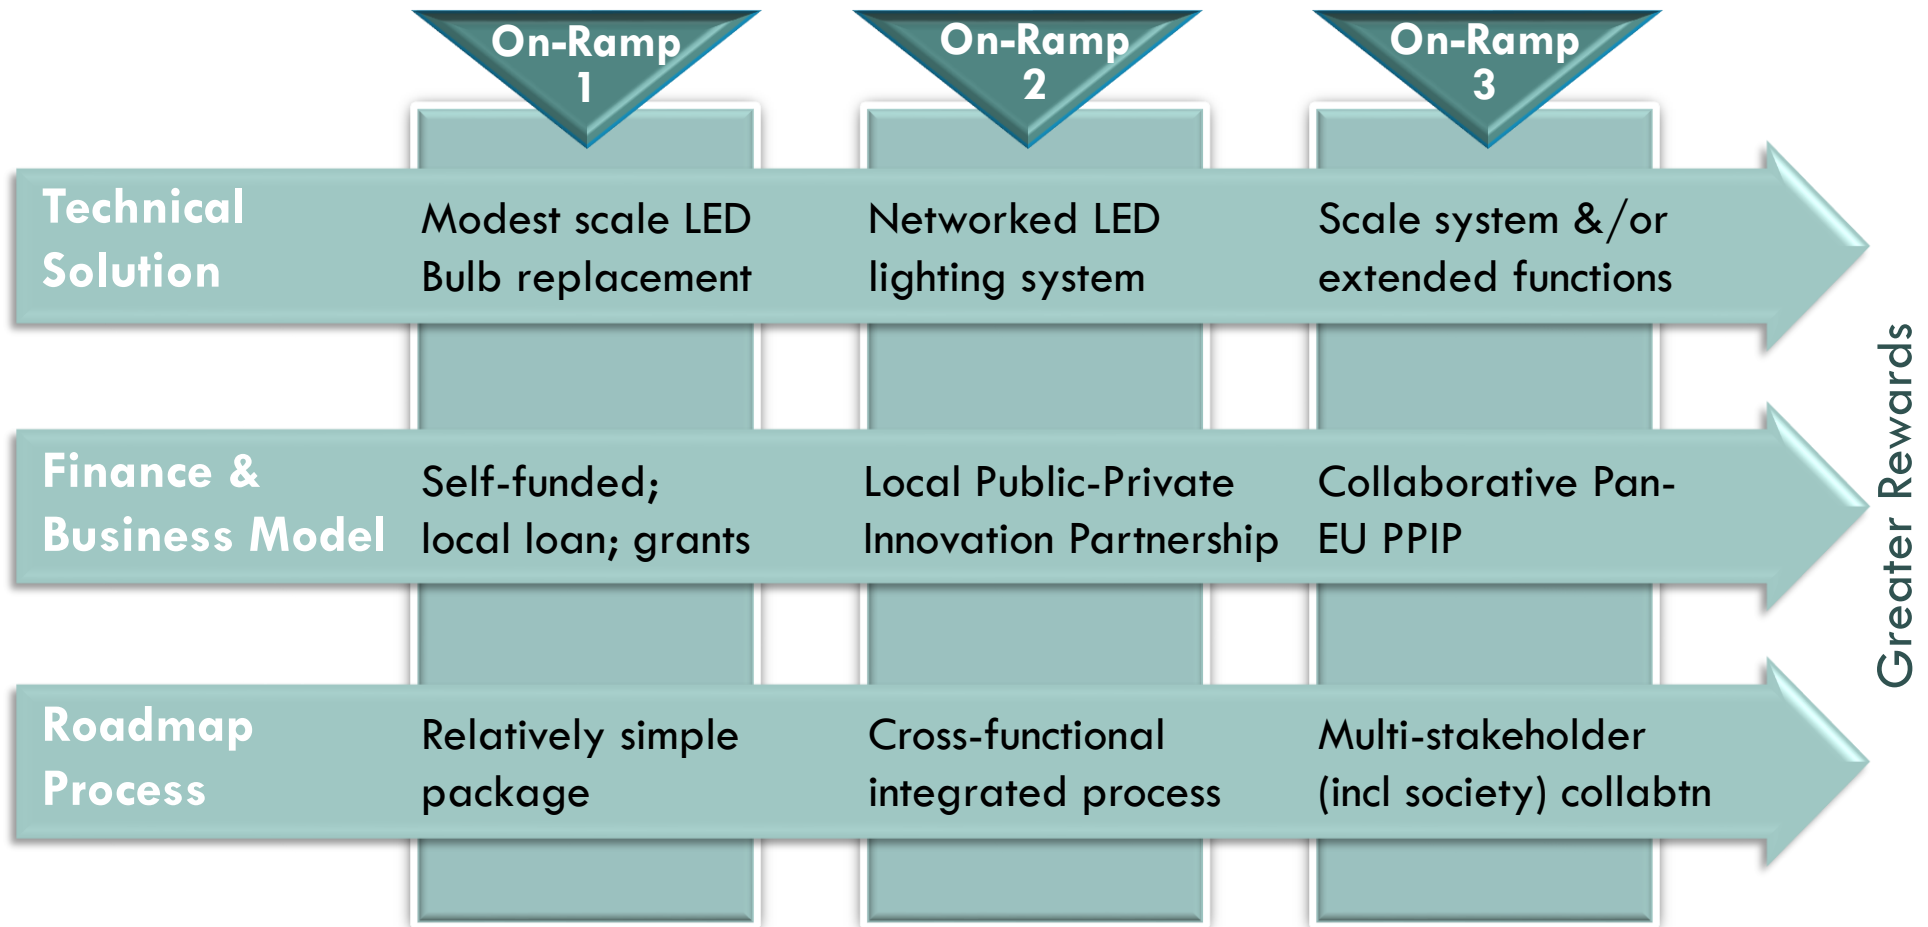 On-Ramp
1
On-Ramp
2
On-Ramp
3
Technical
Solution
Modest scale LED
Bulb replacement
Networked LED
lighting system
Scale system &/or
extended functions
Finance &
Business Model
Self-funded;
local loan; grants
Local Public-Private
Innovation Partnership
Collaborative Pan-
EU PPIP
Roadmap
Process
Relatively simple
package
Cross-functional
integrated process
Multi-stakeholder
(incl society) collabtn
Greater Rewards